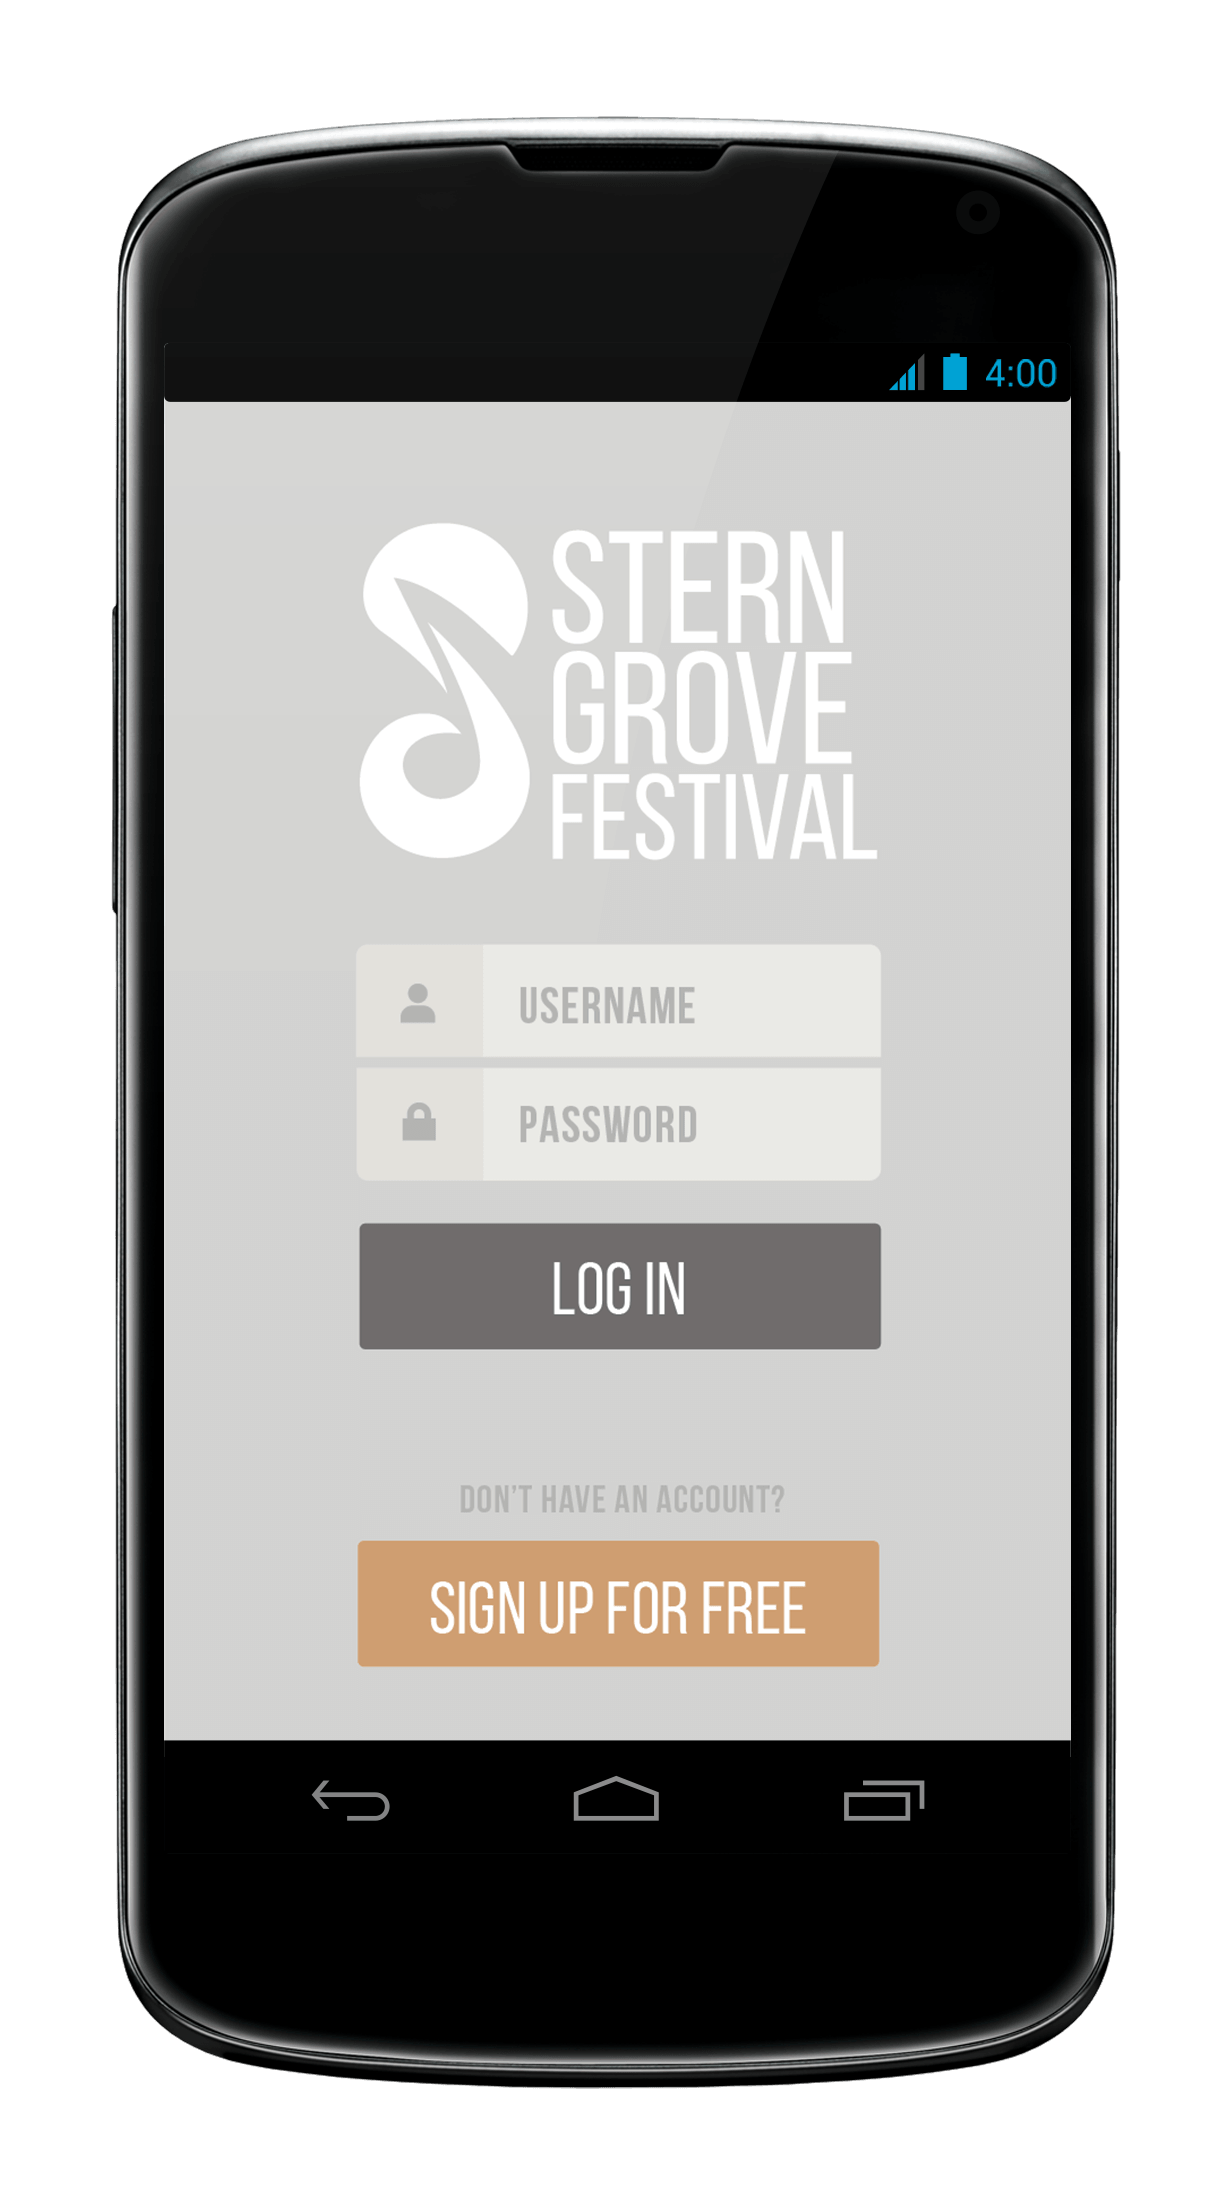 4:00
STERN
GROVE
FESTIVAL
USERNAME
PASSWORD
LOG IN
DON'T HAVE AN ACCOUNT?
SIGN UP FOR FREE